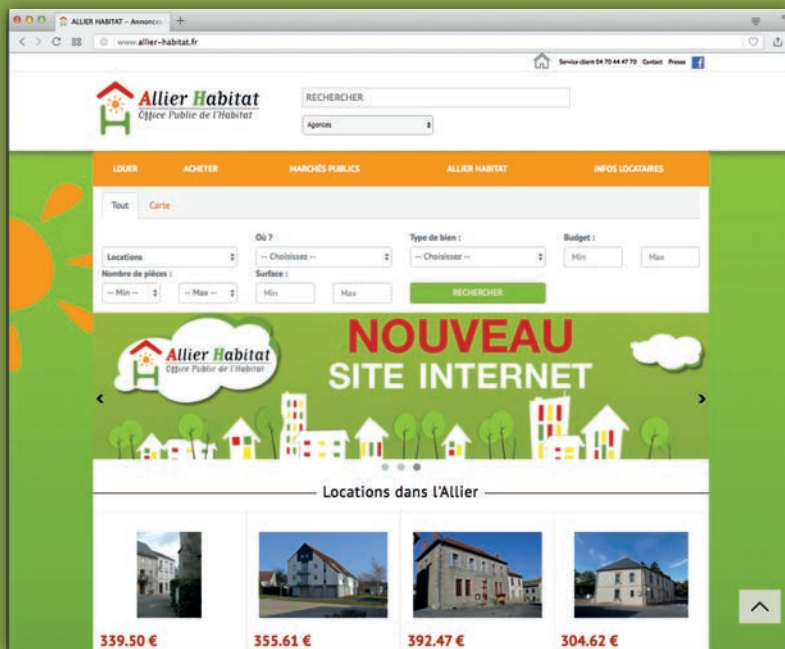 ALLIER HABITAT – Annonces
www.allier-habitat.fr
Service client 04 70 44 47 70 Contact Presse
Allier Habitat
Office Public de l'Habitat
RECHERCHER
Agences
LOUER ACHETER MARCHÉS PUBLICS ALLIER HABITAT INFOS LOCATAIRES
Tout Carte
Où ? Type de bien : Budget :
Locations -- Choisissez -- -- Choisissez -- Min Max
Nombre de pièces : Surface :
-- Min -- -- Max -- Min Max RECHERCHER
Allier Habitat
Office Public de l'Habitat
NOUVEAU
SITE INTERNET
Locations dans l'Allier
339.50 € 355.61 € 392.47 € 304.62 €